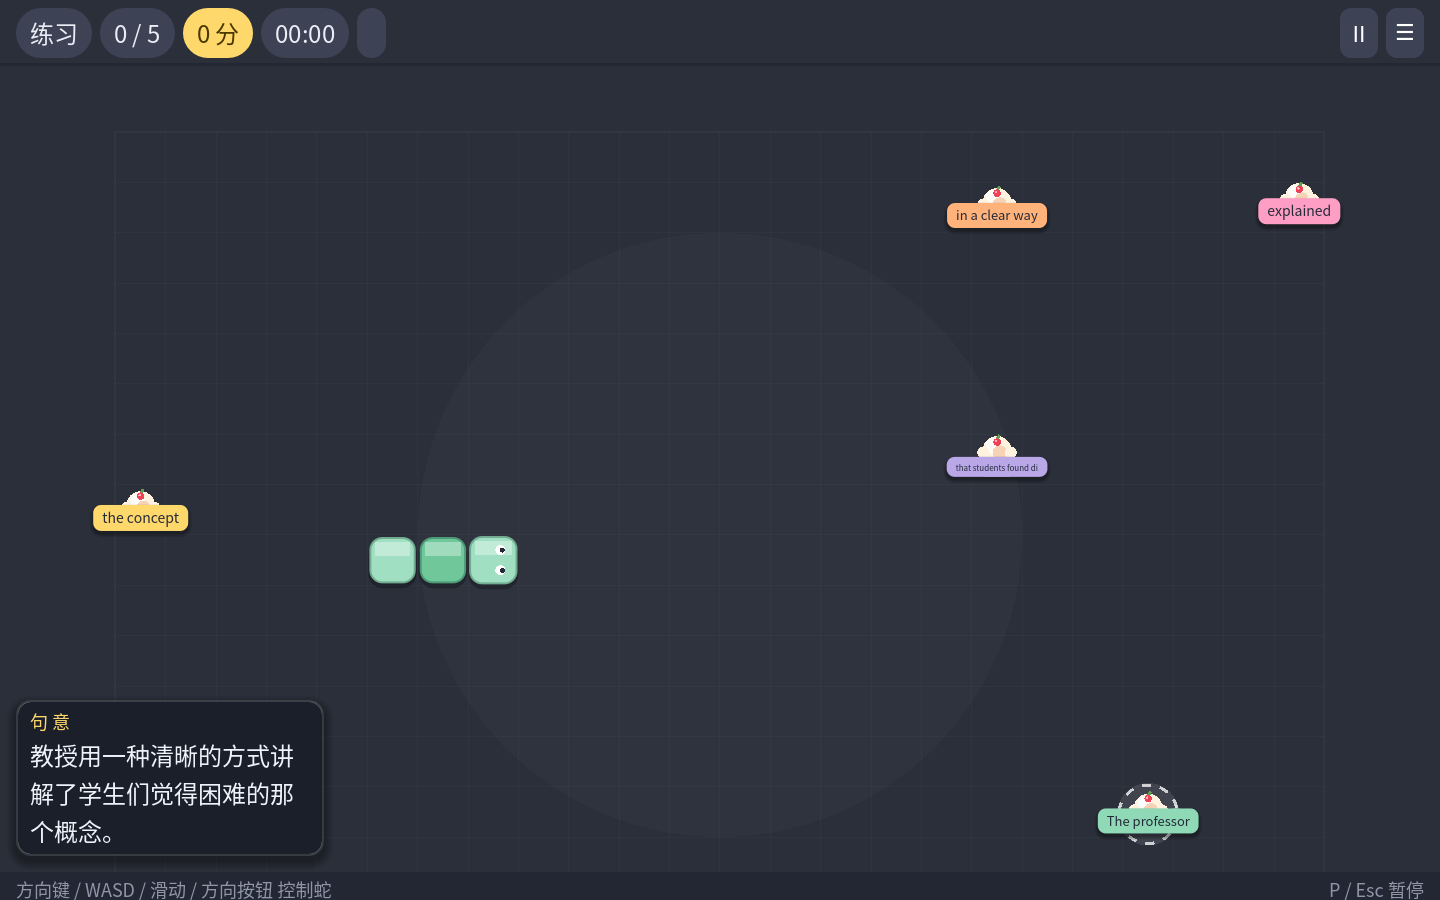 练习
0 / 5
0 分
00:00
in a clear way
explained
that students found di
the concept
句 意
教授用一种清晰的方式讲
解了学生们觉得困难的那
个概念。
The professor
方向键 / WASD / 滑动 / 方向按钮 控制蛇
P / Esc 暂停